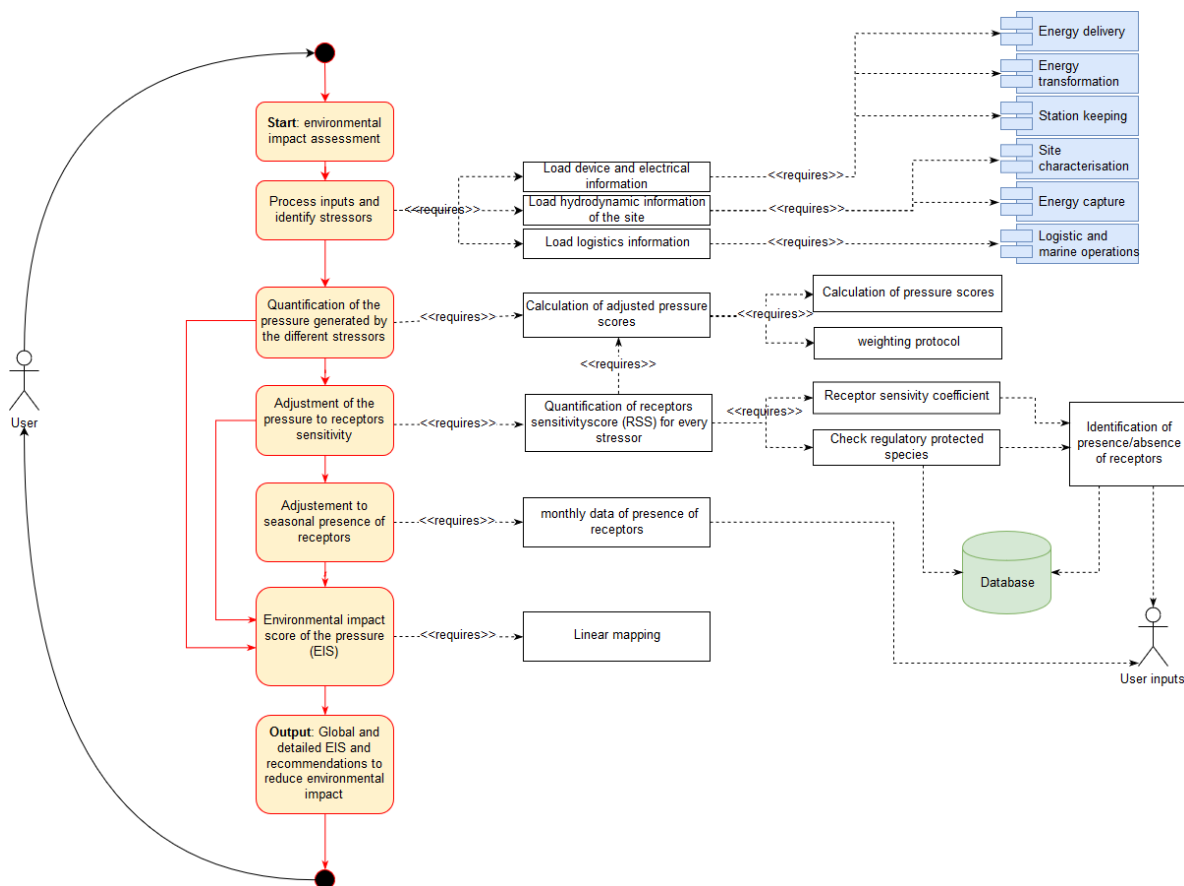 Energy delivery
Energy
transformation
Station keeping
Start: environmental
impact assessment
Site
characterisation
Load device and electrical
information
<<requires>>
Process inputs and
identify stressors
<<requires>>
Load hydrodynamic information
of the site
<<requires>>
Energy capture
Load logistics information
<<requires>>
Logistic and
marine operations
Quantification of the
pressure generated by
the different stressors
<<requires>>
Calculation of adjusted pressure
scores
<<requires>>
Calculation of pressure scores
weighting protocol
<<requires>>
User
Adjustment of the
pressure to receptors
sensitivity
<<requires>>
Quantification of receptors
sensitivityscore (RSS) for every
stressor
<<requires>>
Receptor sensivity coefficient
Check regulatory protected
species
Identification of
presence/absence
of receptors
Adjustement to
seasonal presence of
receptors
<<requires>>
monthly data of presence of
receptors
Database
Environmental impact
score of the pressure
(EIS)
<<requires>>
Linear mapping
User inputs
Output: Global and
detailed EIS and
recommendations to
reduce environmental
impact